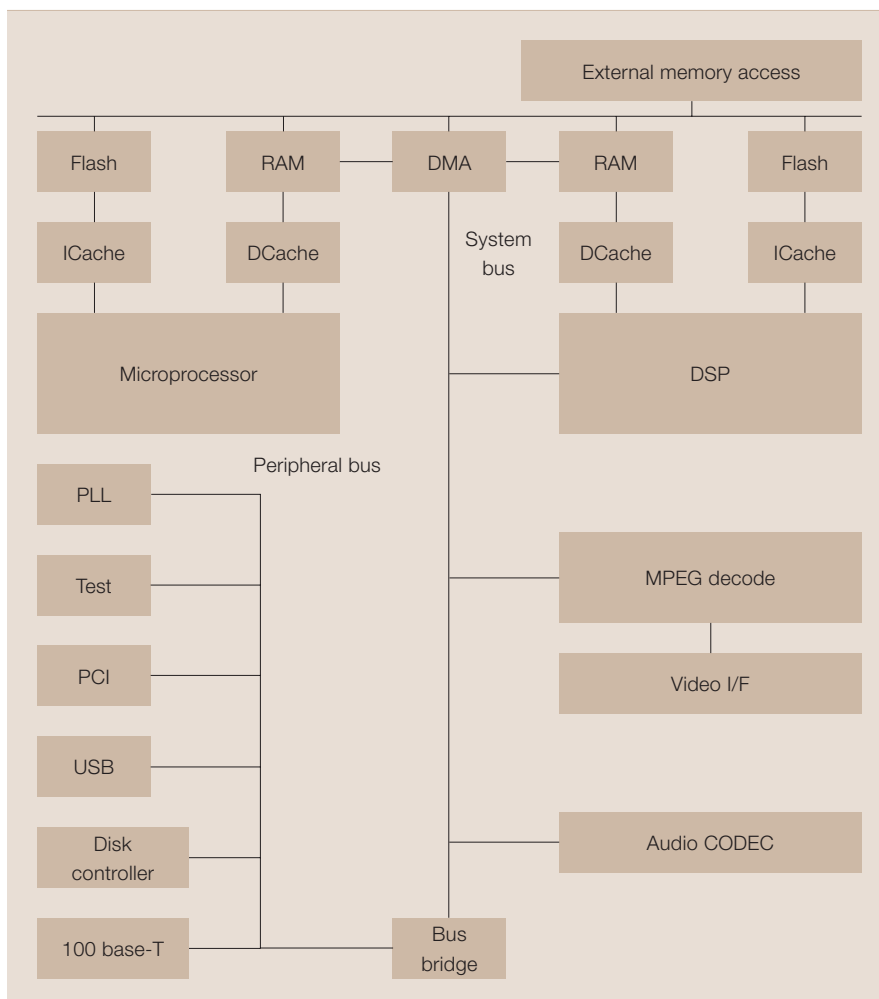 External memory access
Flash
RAM
DMA
RAM
Flash
ICache
DCache
System
bus
DCache
ICache
Microprocessor
DSP
Peripheral bus
PLL
Test
MPEG decode
PCI
Video I/F
USB
Disk
controller
Audio CODEC
100 base-T
Bus
bridge